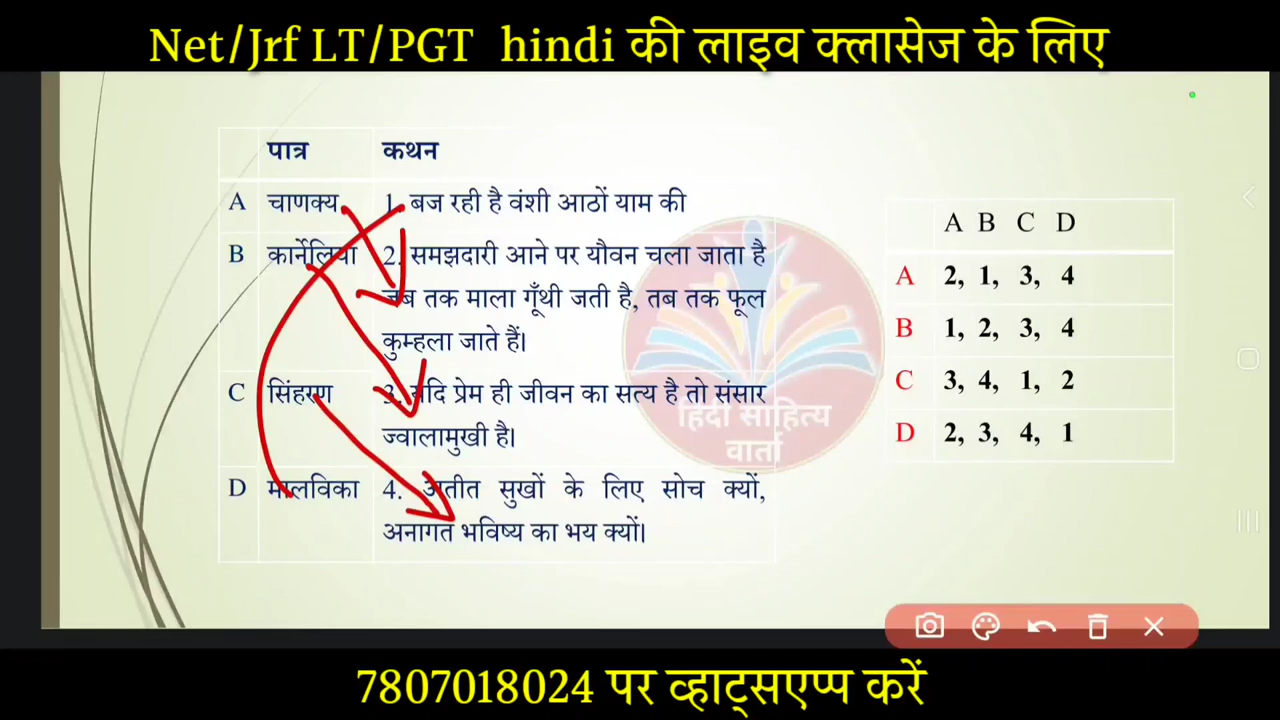 Net/Jrf LT/PGT hindi की लाइव क्लासेज के लिए
पात्र कथन
A चाणक्य 1. बज रही है वंशी आठों याम की
B कार्नेलिया 2. समझदारी आने पर यौवन चला जाता है
जब तक माला गूँथी जती है, तब तक फूल
कुम्हला जाते हैं।
C सिंहरण 3. यदि प्रेम ही जीवन का सत्य है तो संसार
ज्वालामुखी है।
D मालविका 4. अतीत सुखों के लिए सोच क्यों,
अनागत भविष्य का भय क्यों।
A B C D
A 2, 1, 3, 4
B 1, 2, 3, 4
C 3, 4, 1, 2
D 2, 3, 4, 1
हिंदी साहित्य
वार्ता
7807018024 पर व्हाट्सएप्प करें